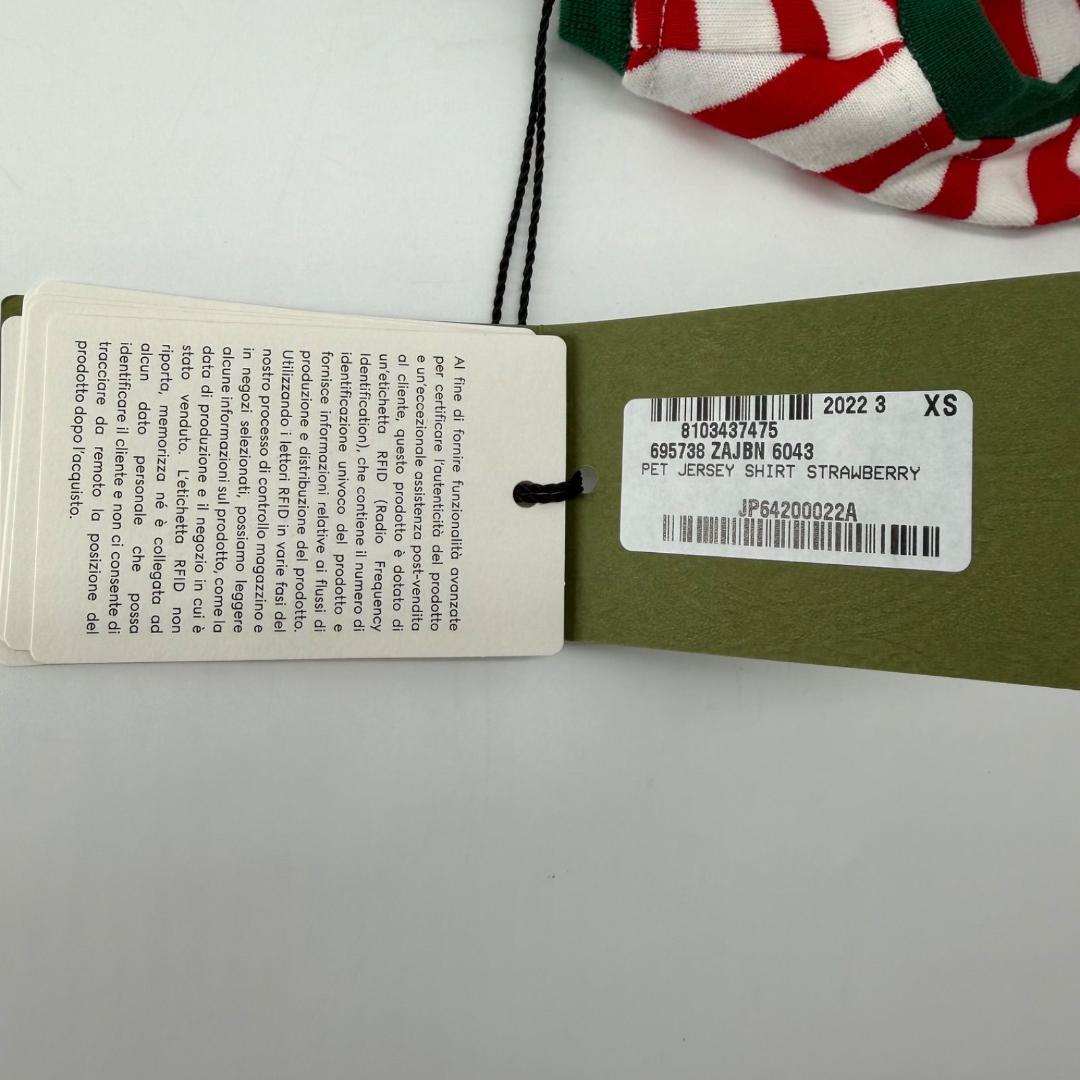 Al fine di fornire funzionalità avanzate
per certificare l'autenticità del prodotto
e un'eccezionale assistenza post-vendita
al cliente, questo prodotto è dotato di
un'etichetta RFID (Radio Frequency
Identification), che contiene il numero di
identificazione univoco del prodotto e
fornisce informazioni relative ai flussi di
produzione e distribuzione del prodotto.
Utilizzando i lettori RFID in varie fasi del
nostro processo di controllo magazzino e
in negozi selezionati, possiamo leggere
alcune informazioni sul prodotto, come la
data di produzione e il negozio in cui è
stato venduto. L'etichetta RFID non
riporta, memorizza né è collegata ad
alcun dato personale che possa
identificare il cliente e non ci consente di
tracciare da remoto la posizione del
prodotto dopo l'acquisto.
2022 3 XS
8103437475
695738 ZAJBN 6043
PET JERSEY SHIRT STRAWBERRY
JP64200022A